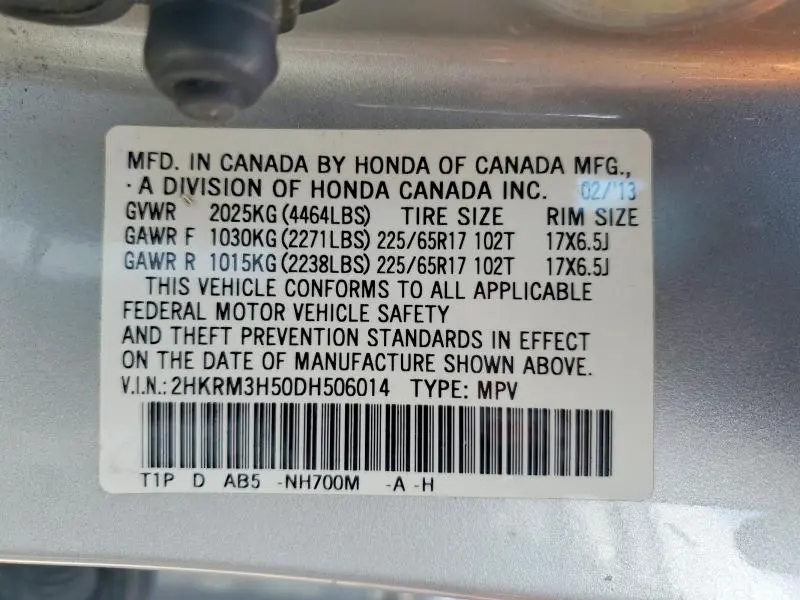 MFD. IN CANADA BY HONDA OF CANADA MFG.,
· A DIVISION OF HONDA CANADA INC. 02/'13
GVWR 2025KG(4464LBS) TIRE SIZE RIM SIZE
GAWR F 1030KG(2271LBS) 225/65R17 102T 17X6.5J
GAWR R 1015KG(2238LBS) 225/65R17 102T 17X6.5J
THIS VEHICLE CONFORMS TO ALL APPLICABLE
FEDERAL MOTOR VEHICLE SAFETY
AND THEFT PREVENTION STANDARDS IN EFFECT
ON THE DATE OF MANUFACTURE SHOWN ABOVE.
V.I.N.: 2HKRM3H50DH506014 TYPE: MPV
T1P D AB5 -NH700M -A -H